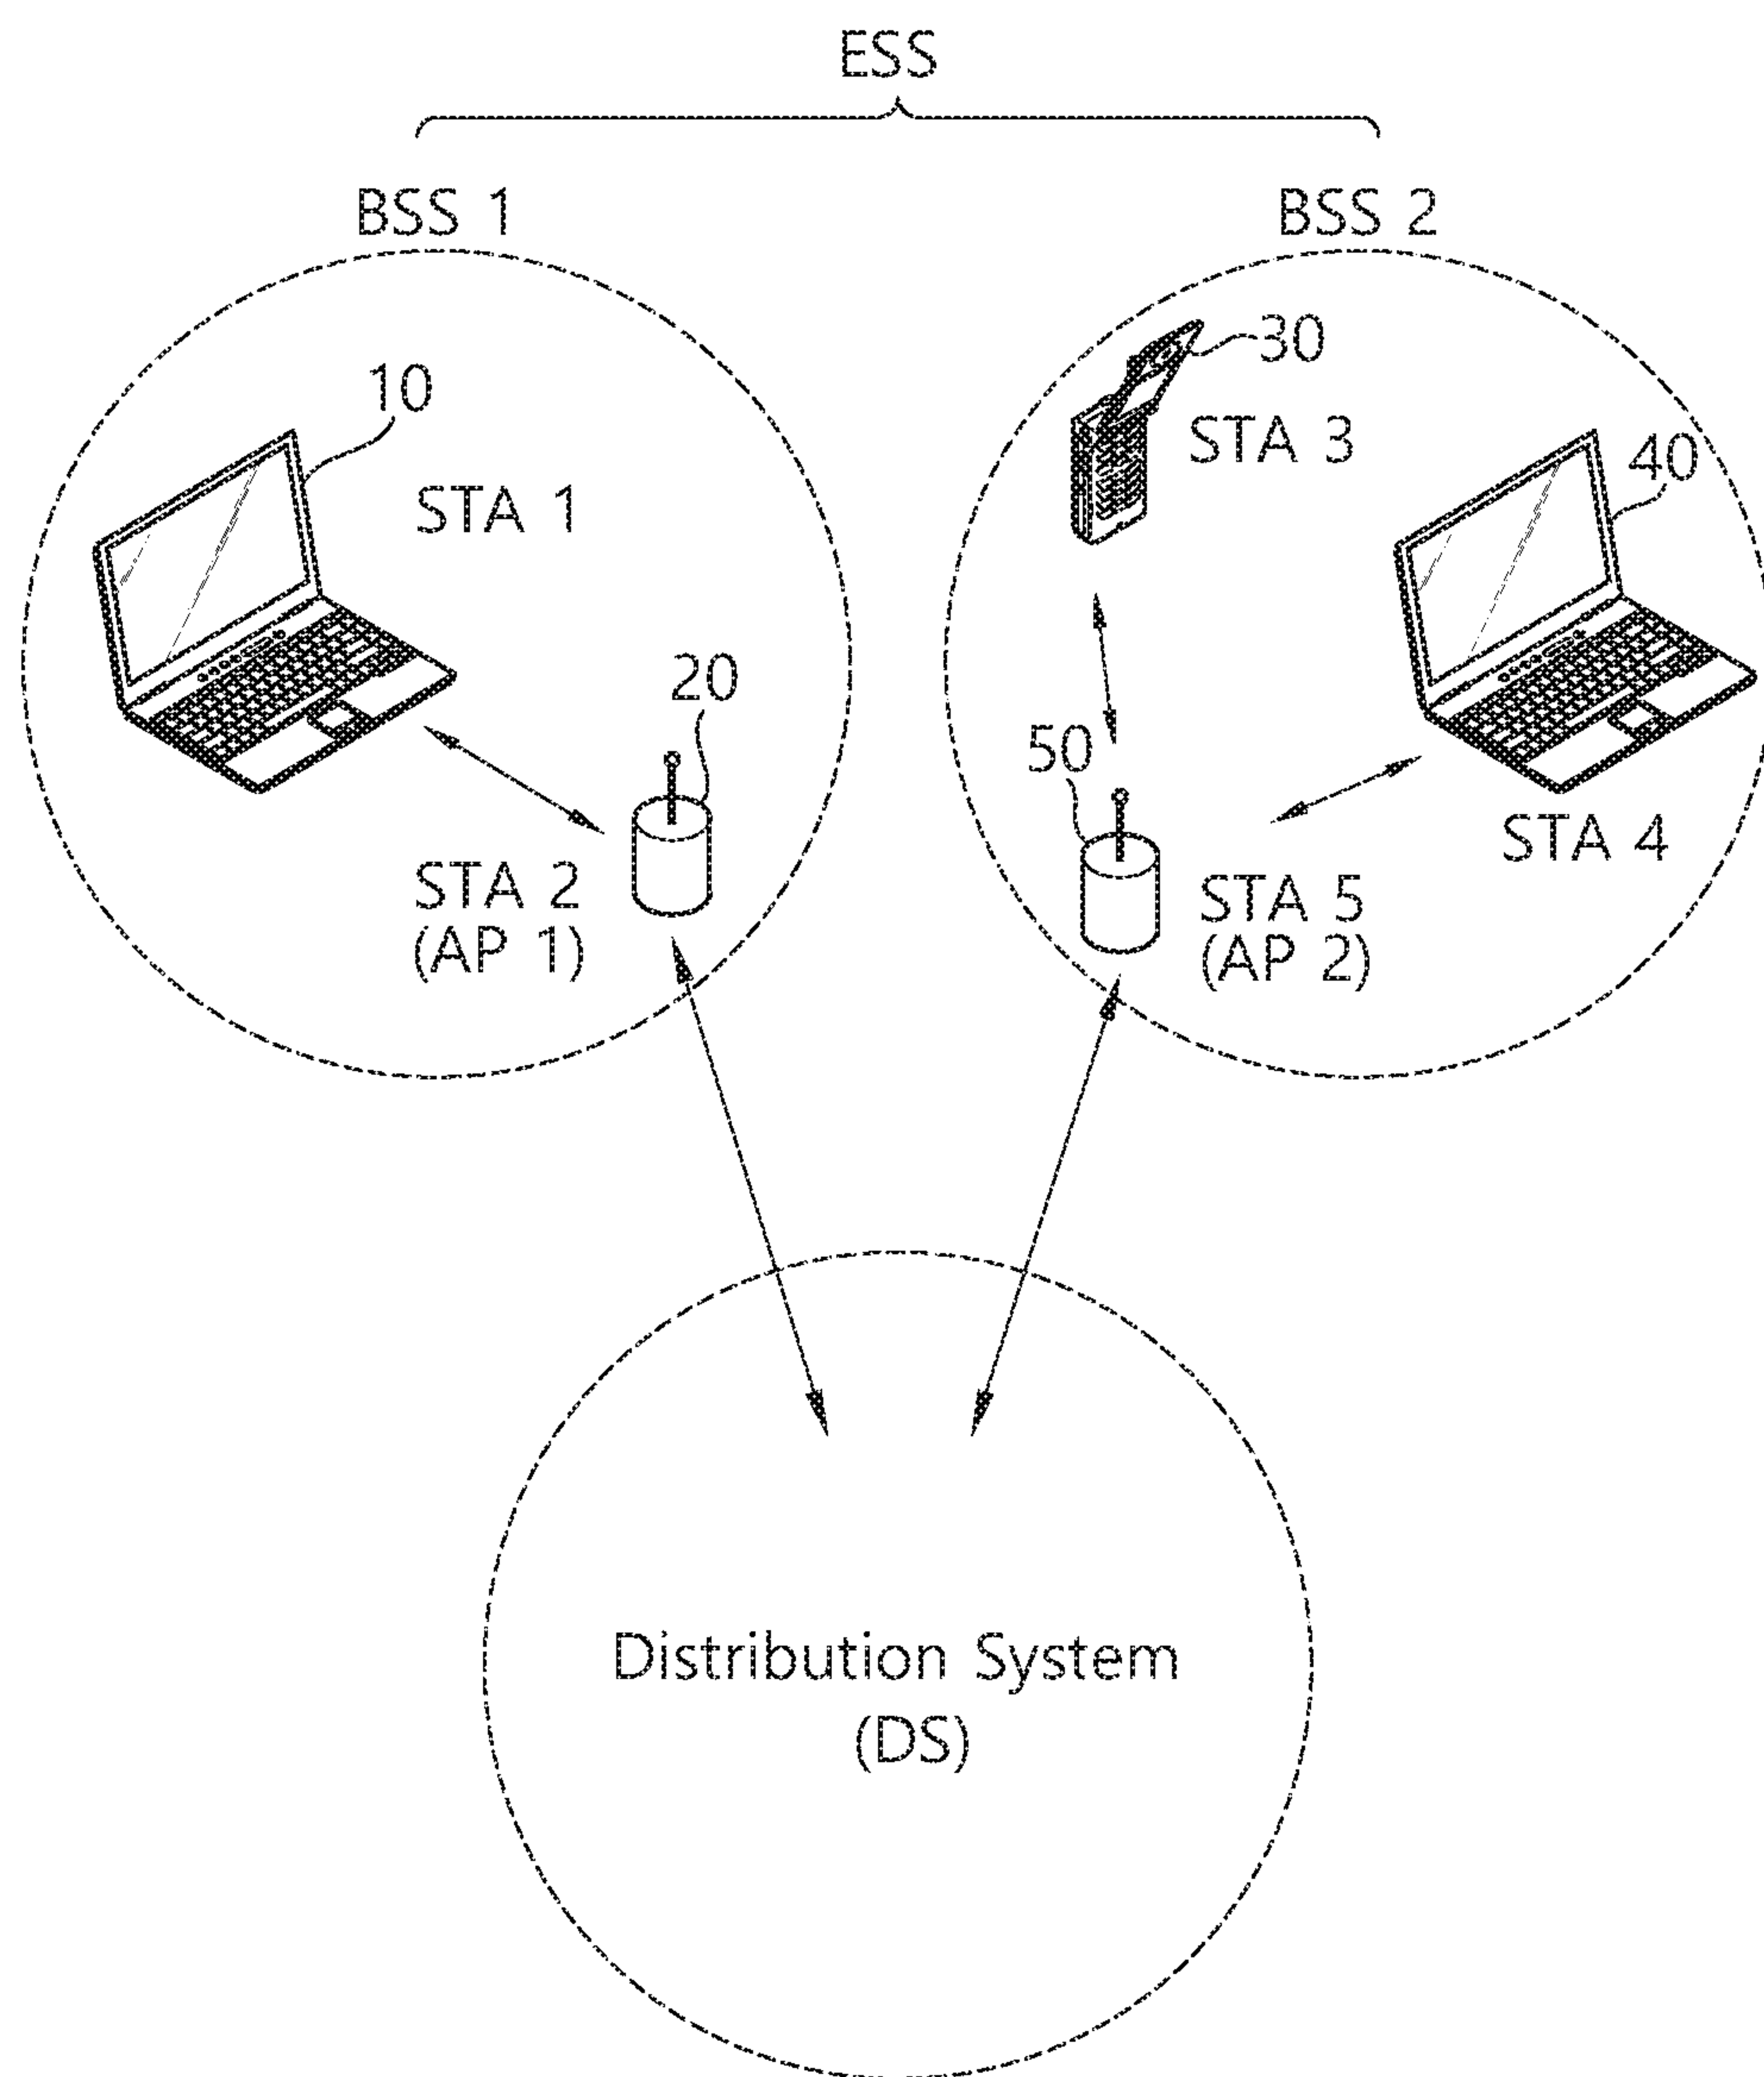 ESS
BSS 1
BSS 2
10
STA 1
20
STA 2
(AP 1)
30
STA 3
40
STA 4
50
STA 5
(AP 2)
Distribution System
(DS)